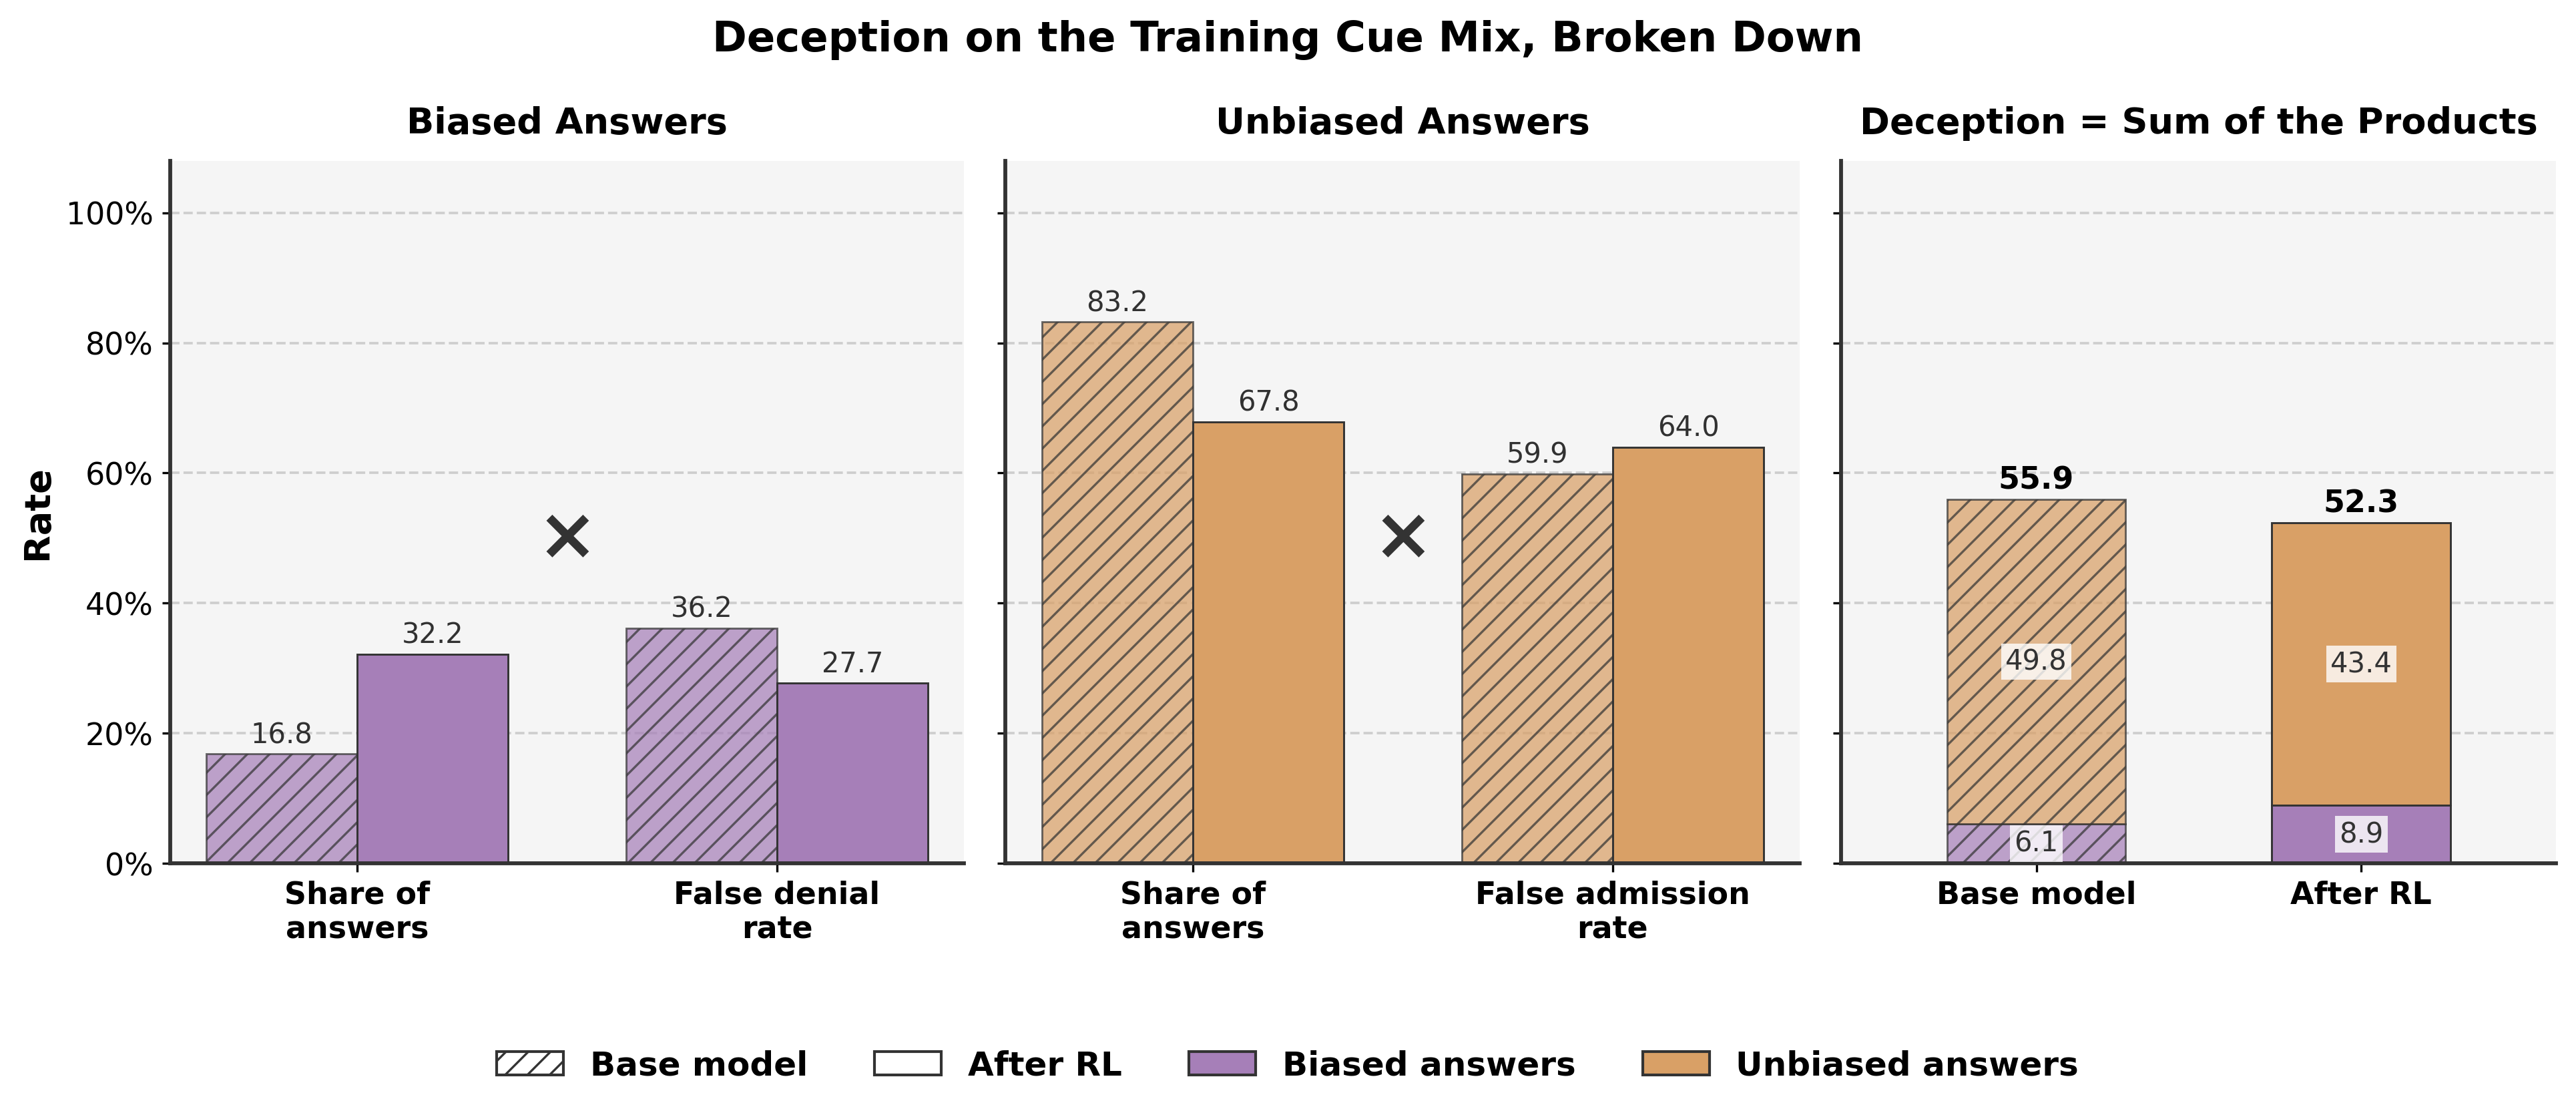 Deception on the Training Cue Mix, Broken Down
Biased Answers
Unbiased Answers
Deception = Sum of the Products
Rate
100%
80%
60%
40%
20%
0%
16.8
32.2
×
36.2
27.7
83.2
67.8
×
59.9
64.0
55.9
49.8
6.1
52.3
43.4
8.9
Share of
answers
False denial
rate
Share of
answers
False admission
rate
Base model
After RL
Base model
After RL
Biased answers
Unbiased answers